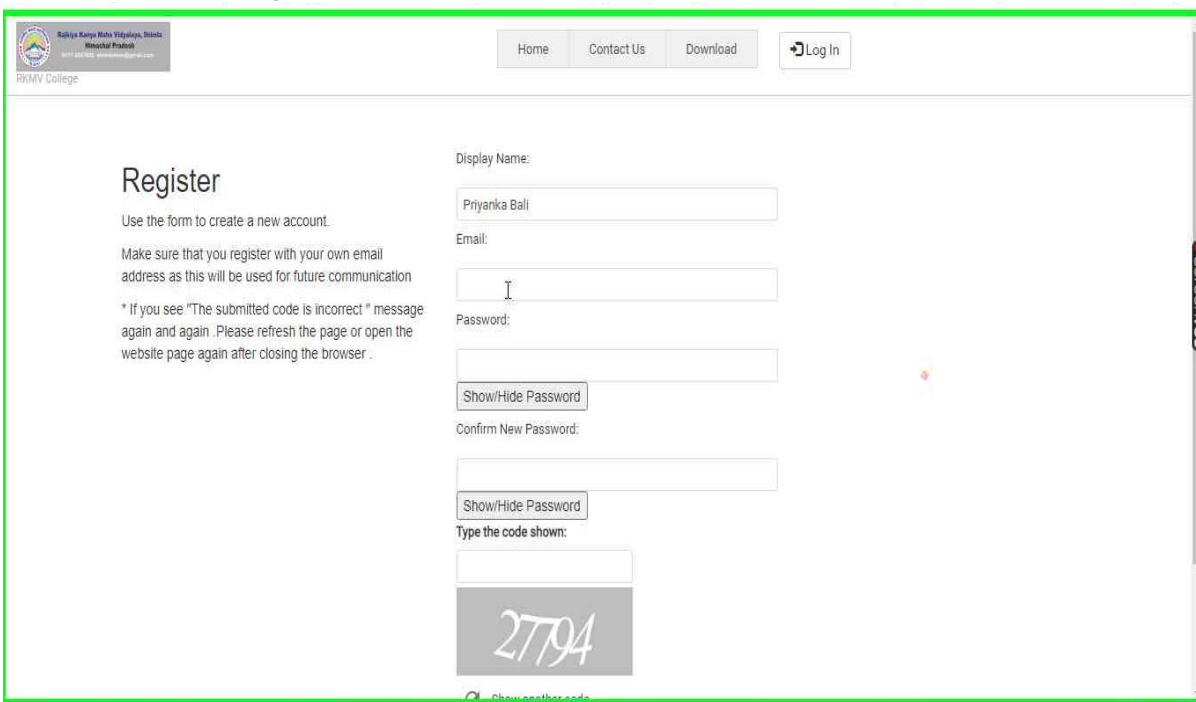 Rajkiya Kanya Maha Vidyalaya, Shimla
Himachal Pradesh
RKMV College
Home
Contact Us
Download
Log In
Register
Use the form to create a new account.
Make sure that you register with your own email
address as this will be used for future communication
* If you see "The submitted code is incorrect " message
again and again .Please refresh the page or open the
website page again after closing the browser .
Display Name:
Priyanka Bali
Email:
Password:
Show/Hide Password
Confirm New Password:
Show/Hide Password
Type the code shown:
27794
Show another code